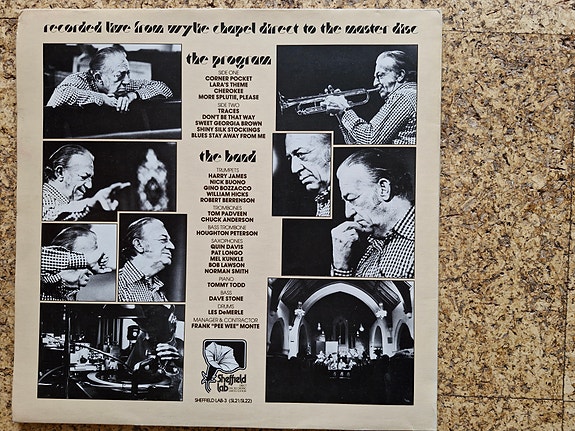 recorded live from wylie chapel direct to the master disc
the program
SIDE ONE
CORNER POCKET
LARA'S THEME
CHEROKEE
MORE SPLUTIE, PLEASE
SIDE TWO
TRACES
DON'T BE THAT WAY
SWEET GEORGIA BROWN
SHINY SILK STOCKINGS
BLUES STAY AWAY FROM ME
the band
TRUMPETS
HARRY JAMES
NICK BUONO
GINO BOZZACCO
WILLIAM HICKS
ROBERT BERRENSON
TROMBONES
TOM PADVEEN
CHUCK ANDERSON
BASS TROMBONE
HOUGHTON PETERSON
SAXOPHONES
QUIN DAVIS
PAT LONGO
MEL KUNKLE
BOB LAWSON
NORMAN SMITH
PIANO
TOMMY TODD
BASS
DAVE STONE
DRUMS
LES DeMERLE
MANAGER & CONTRACTOR
FRANK "PEE WEE" MONTE
Sheffield
lab
SHEFFIELD LAB-3 (SL21/SL22)